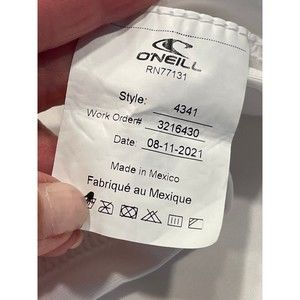 O'NEILL
RN77131
Style: 4341
Work Order# 3216430
Date: 08-11-2021
Made in Mexico
Fabriqué au Mexique